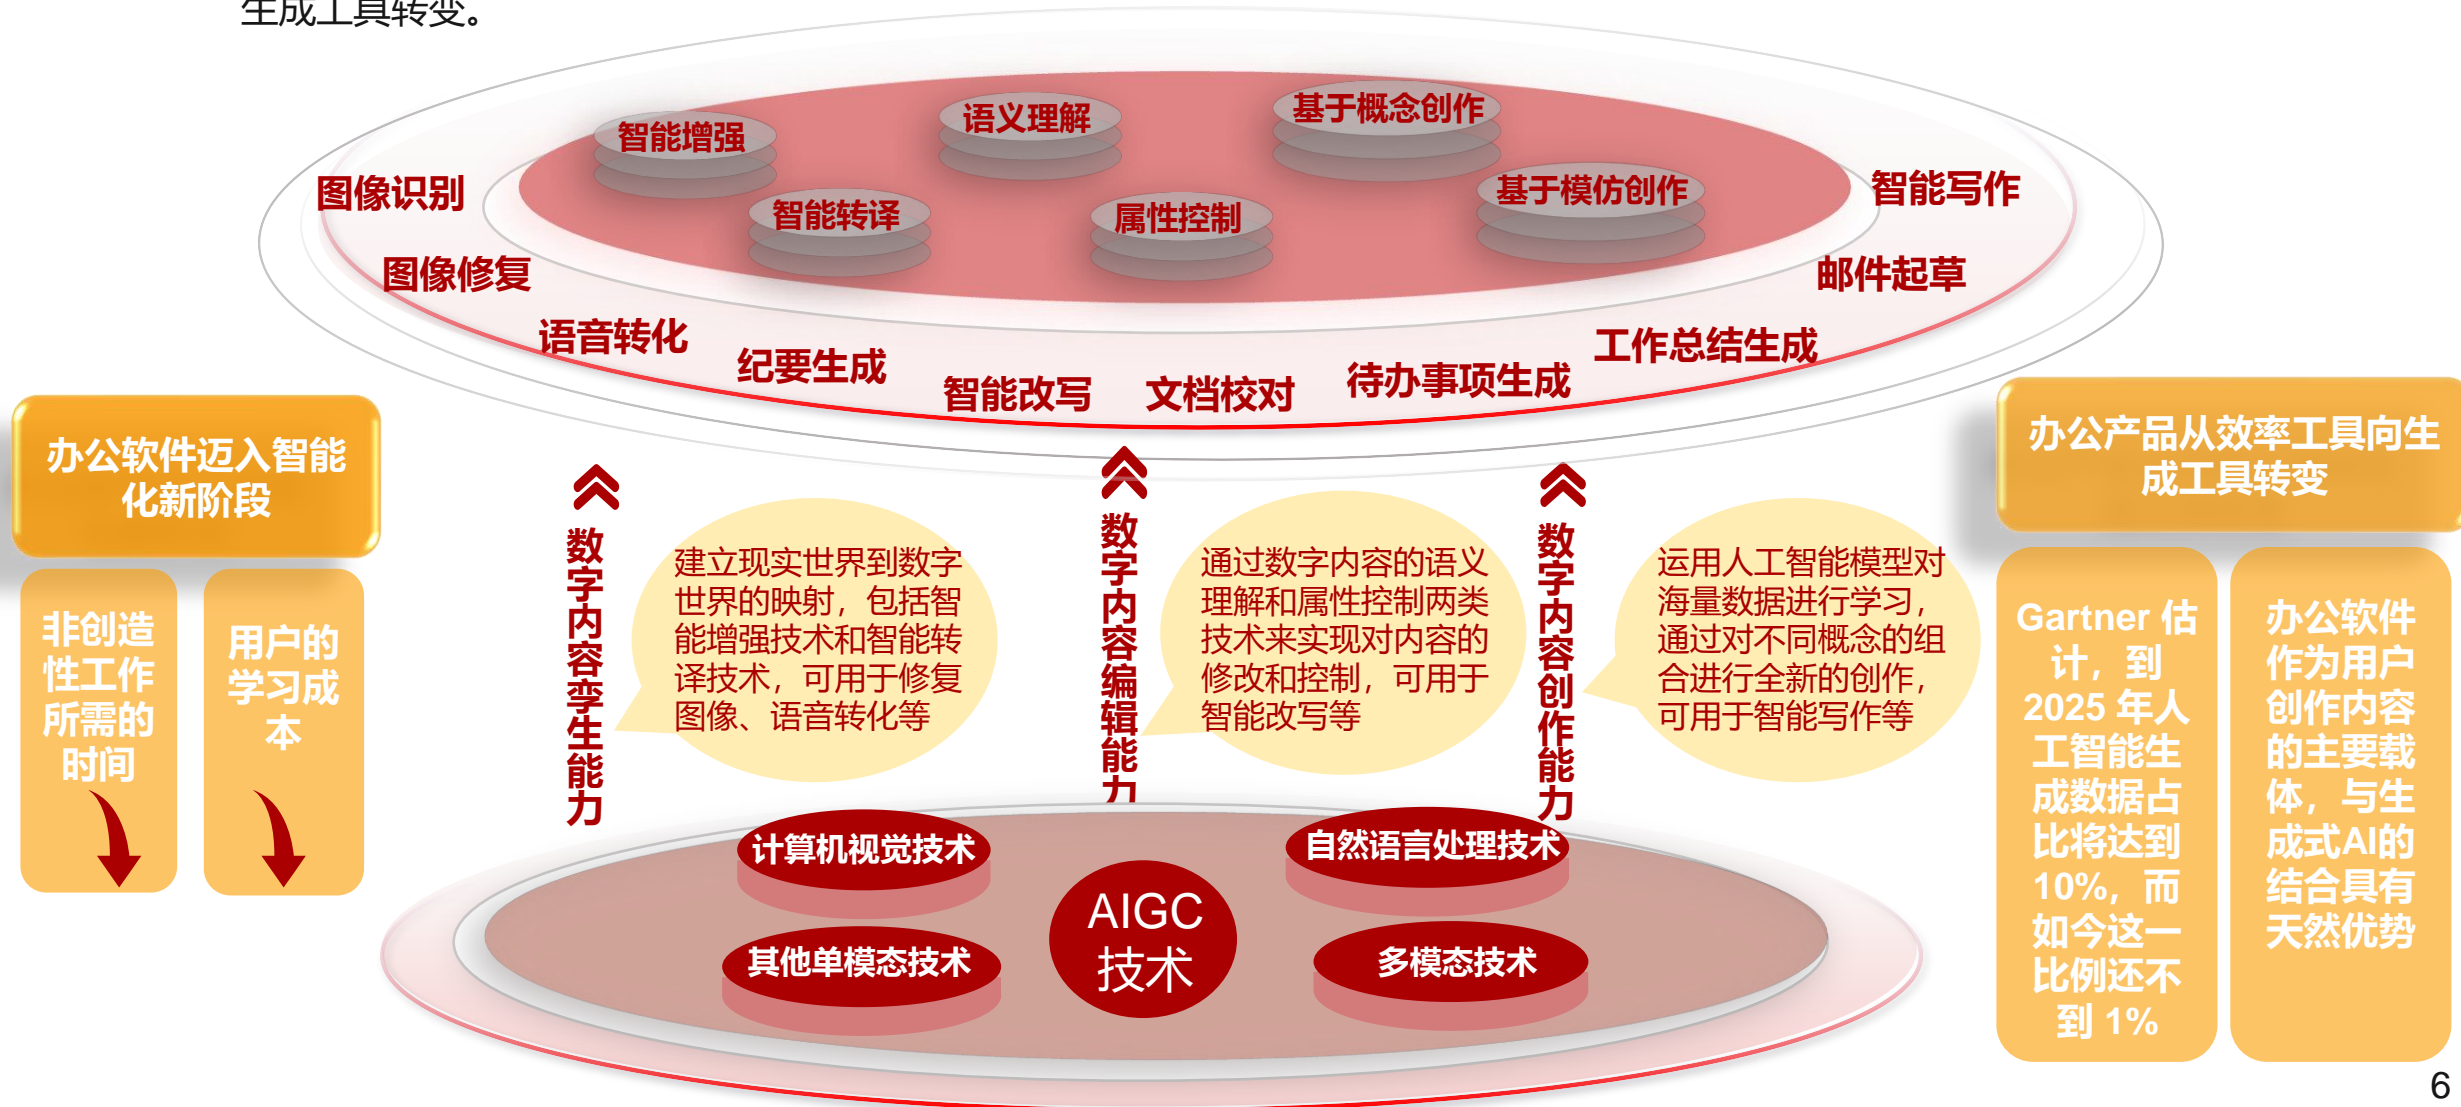 生成工具转变。
智能增强
语义理解
基于概念创作
智能转译
属性控制
基于模仿创作
图像识别
图像修复
语音转化
纪要生成
智能改写
文档校对
待办事项生成
工作总结生成
邮件起草
智能写作
办公软件迈入智能
化新阶段
非创造
性工作
所需的
时间
用户的
学习成
本
数字内容孪生能力
建立现实世界到数字
世界的映射，包括智
能增强技术和智能转
译技术，可用于修复
图像、语音转化等
数字内容编辑能力
通过数字内容的语义
理解和属性控制两类
技术来实现对内容的
修改和控制，可用于
智能改写等
数字内容创作能力
运用人工智能模型对
海量数据进行学习，
通过对不同概念的组
合进行全新的创作，
可用于智能写作等
办公产品从效率工具向生
成工具转变
Gartner 估
计，到
2025 年人
工智能生
成数据占
比将达到
10%，而
如今这一
比例还不
到 1%
办公软件
作为用户
创作内容
的主要载
体，与生
成式AI的
结合具有
天然优势
计算机视觉技术
自然语言处理技术
AIGC
技术
其他单模态技术
多模态技术
6